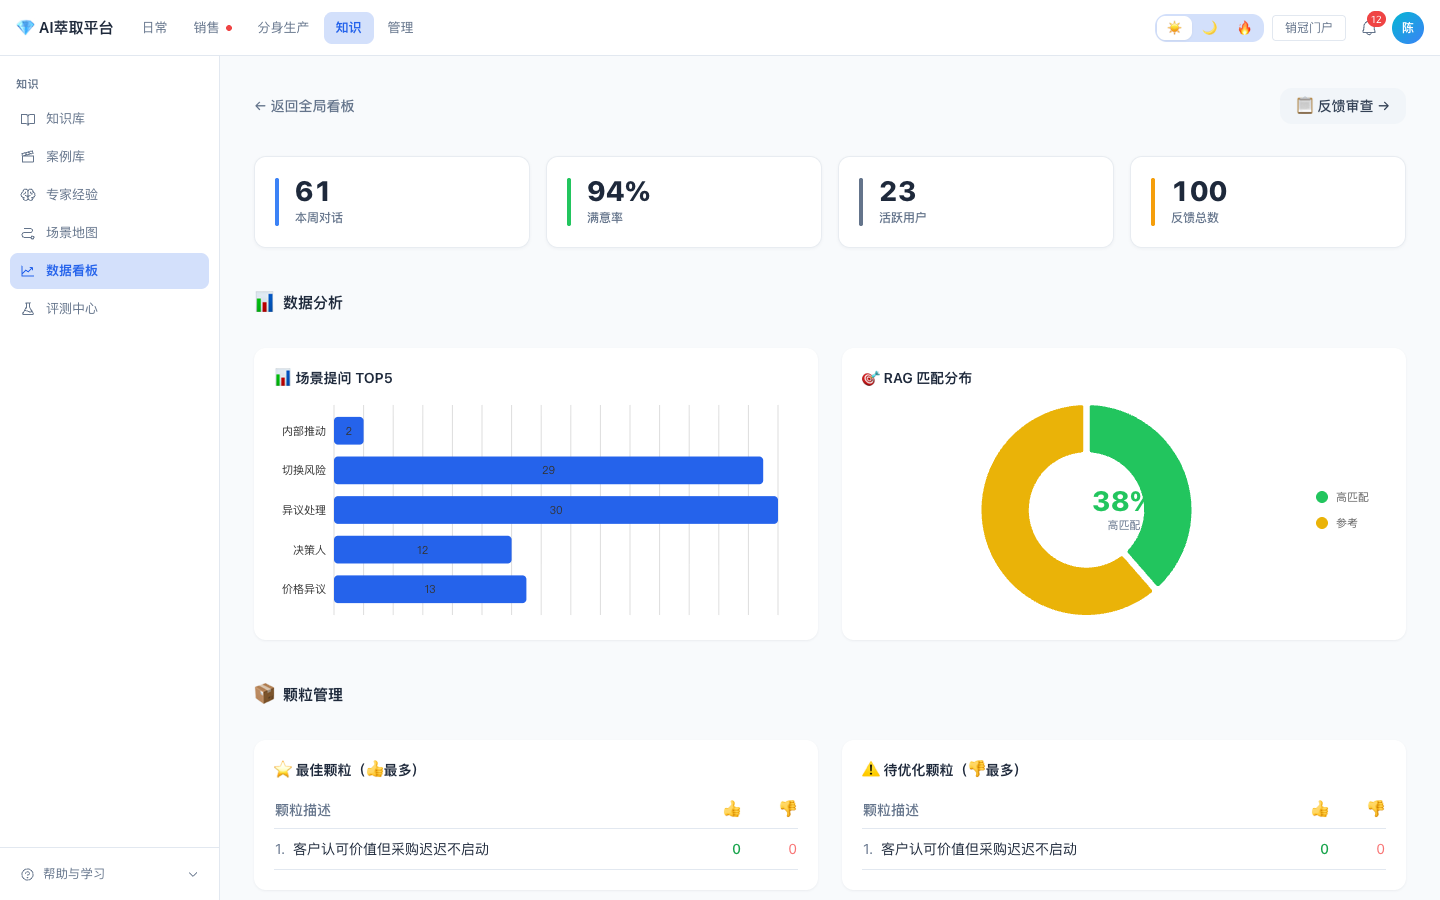 AI萃取平台
日常
销售
分身生产
知识
管理
销冠门户
12
陈
知识
知识库
案例库
专家经验
场景地图
数据看板
评测中心
帮助与学习
← 返回全局看板
反馈审查 →
61
本周对话
94%
满意率
23
活跃用户
100
反馈总数
数据分析
场景提问 TOP5
内部推动
2
切换风险
29
异议处理
30
决策人
12
价格异议
13
RAG 匹配分布
38%
高匹配
高匹配
参考
颗粒管理
最佳颗粒（👍最多）
颗粒描述 👍 👎
1. 客户认可价值但采购迟迟不启动 0 0
待优化颗粒（👎最多）
颗粒描述 👍 👎
1. 客户认可价值但采购迟迟不启动 0 0